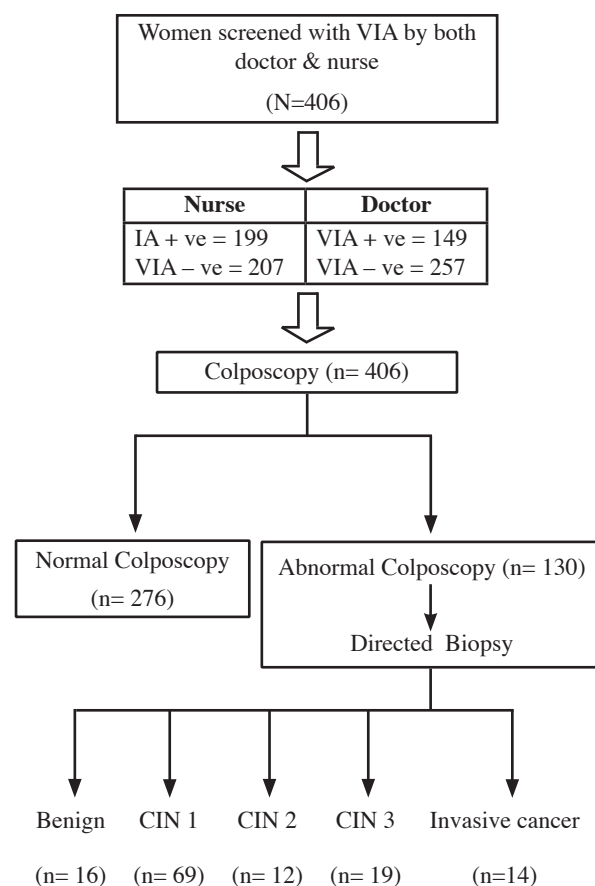 Women screened with VIA by both
doctor & nurse
(N=406)
Nurse
Doctor
IA + ve = 199
VIA + ve = 149
VIA – ve = 207
VIA – ve = 257
Colposcopy (n= 406)
Normal Colposcopy
(n= 276)
Abnormal Colposcopy (n= 130)
Directed Biopsy
Benign CIN 1 CIN 2 CIN 3 Invasive cancer
(n= 16) (n= 69) (n= 12) (n= 19) (n=14)